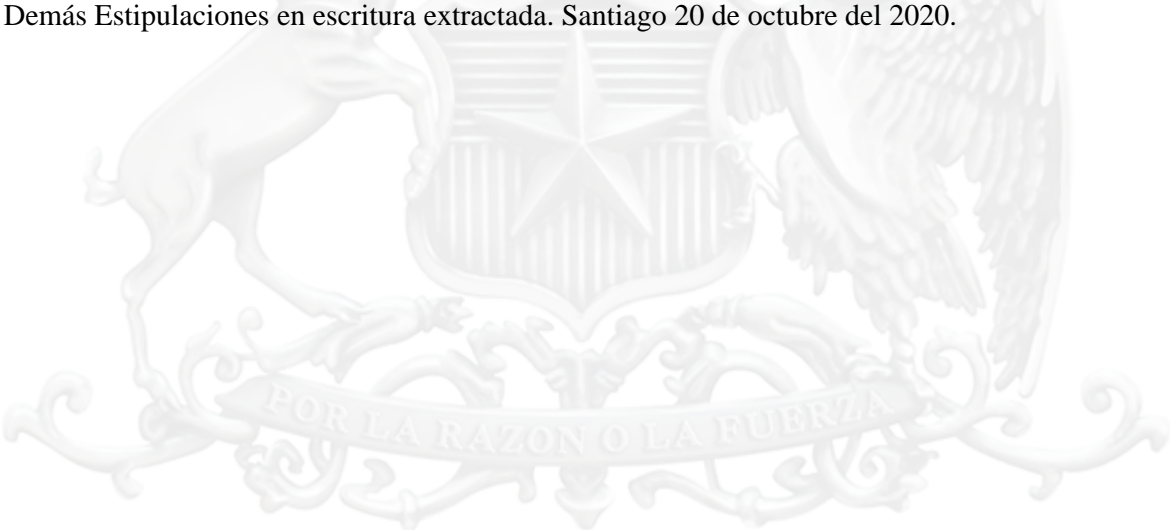 Demás Estipulaciones en escritura extractada. Santiago 20 de octubre del 2020.
POR LA RAZON O LA FUERZA